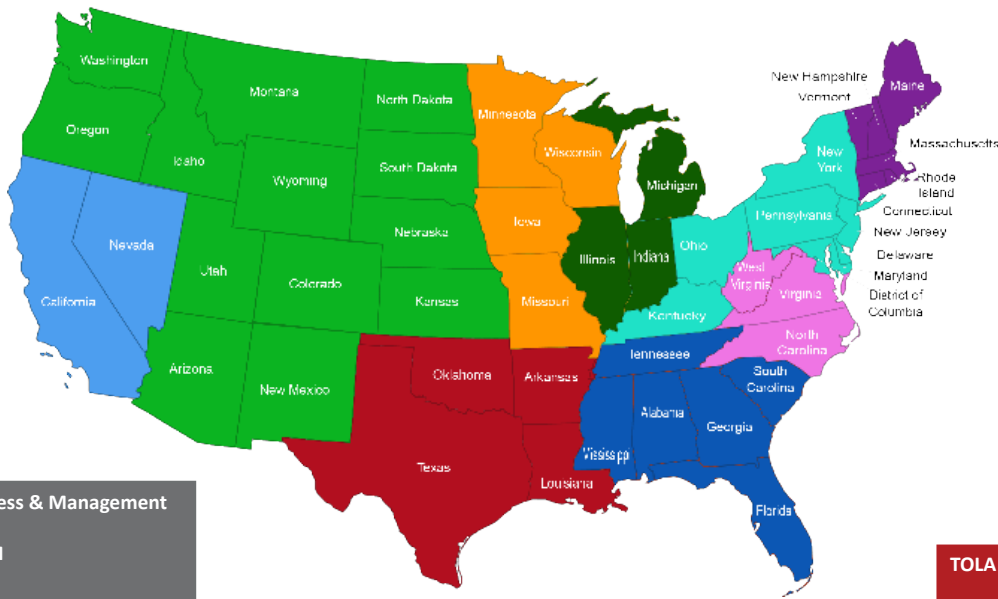 Washington
Montana
North Dakota
Minnesota
New Hampshire
Vermont
Maine
Oregon
Idaho
Wyoming
South Dakota
Wisconsin
Michigan
New
York
Massachusetts
Rhode
Island
Connecticut
New Jersey
Delaware
Maryland
District of
Columbia
Nevada
California
Utah
Colorado
Nebraska
Kansas
Iowa
Missouri
Illinois
Indiana
Ohio
Pennsylvania
West
Virginia
Virginia
Kentucky
North
Carolina
Tennessee
South
Carolina
Arizona
New Mexico
Oklahoma
Arkansas
Texas
Louisiana
Mississippi
Alabama
Georgia
Florida
ess & Management
TOLA